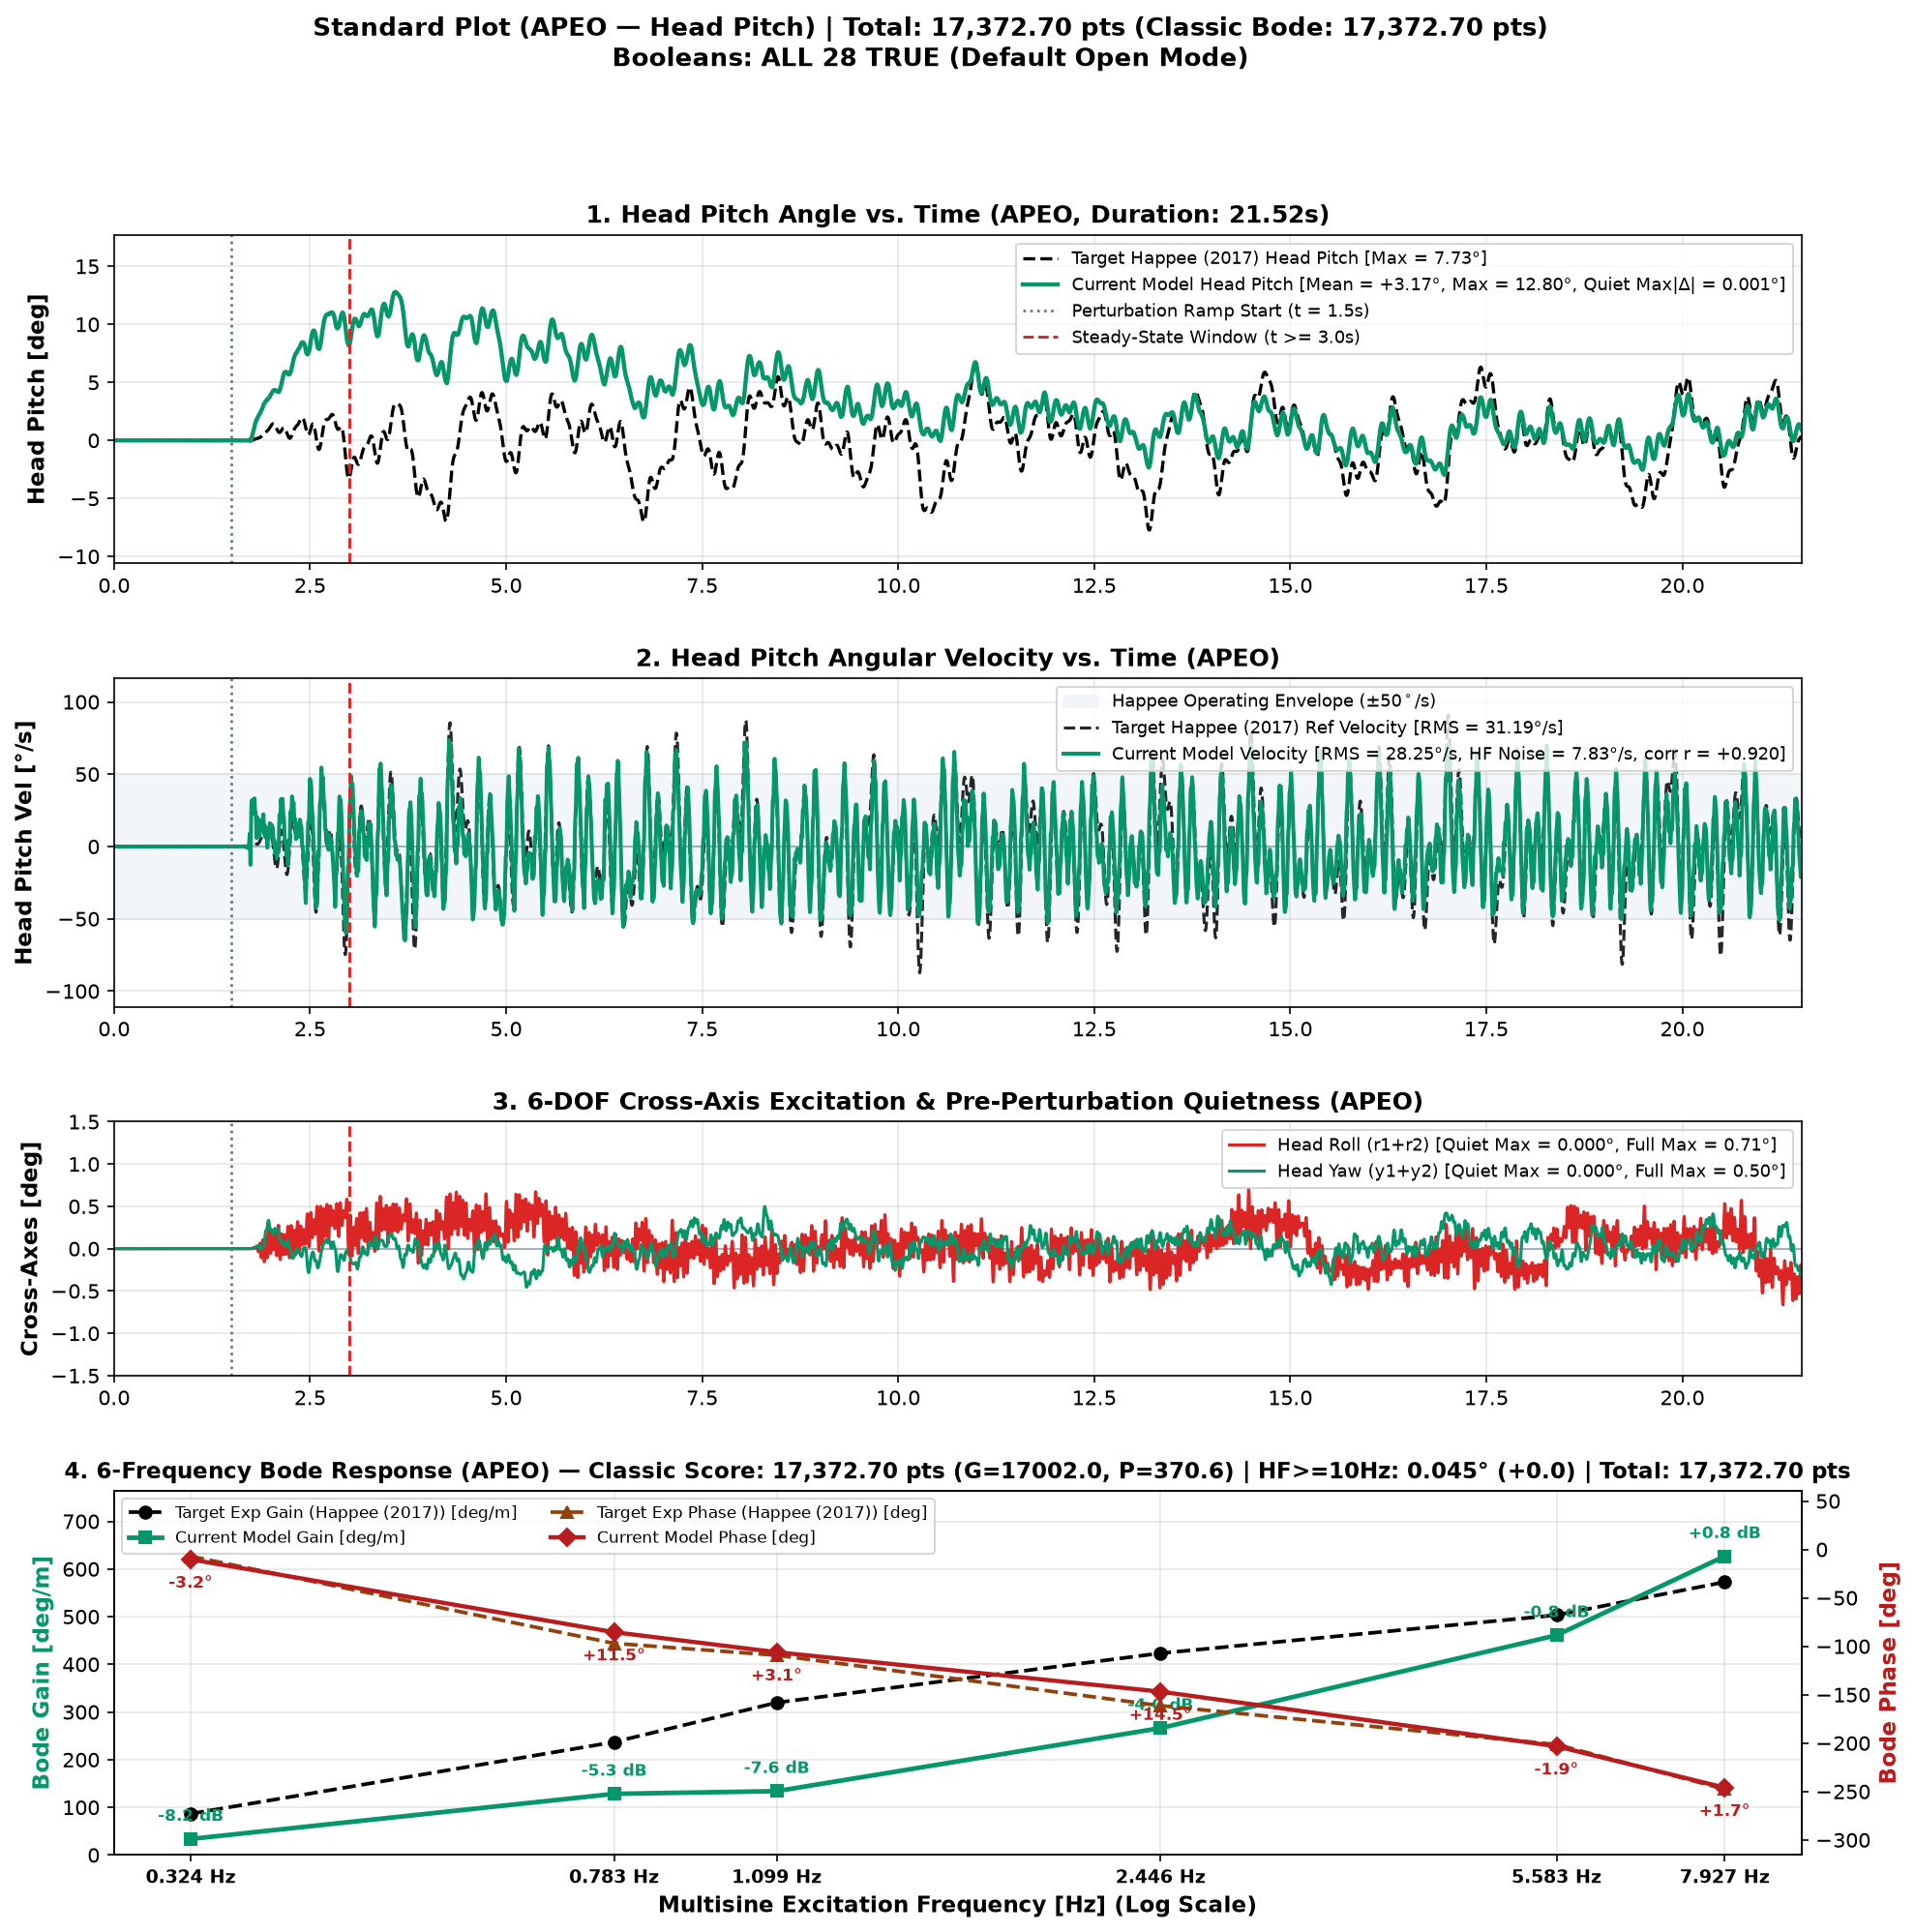 Standard Plot (APEO — Head Pitch) | Total: 17,372.70 pts (Classic Bode: 17,372.70 pts)
Booleans: ALL 28 TRUE (Default Open Mode)
1. Head Pitch Angle vs. Time (APEO, Duration: 21.52s)
Head Pitch [deg]
15
10
5
0
−5
−10
Target Happee (2017) Head Pitch [Max = 7.73°]
Current Model Head Pitch [Mean = +3.17°, Max = 12.80°, Quiet Max|Δ| = 0.001°]
Perturbation Ramp Start (t = 1.5s)
Steady-State Window (t >= 3.0s)
0.0 2.5 5.0 7.5 10.0 12.5 15.0 17.5 20.0
2. Head Pitch Angular Velocity vs. Time (APEO)
Head Pitch Vel [°/s]
100
50
0
−50
−100
Happee Operating Envelope (±50°/s)
Target Happee (2017) Ref Velocity [RMS = 31.19°/s]
Current Model Velocity [RMS = 28.25°/s, HF Noise = 7.83°/s, corr r = +0.920]
0.0 2.5 5.0 7.5 10.0 12.5 15.0 17.5 20.0
3. 6-DOF Cross-Axis Excitation & Pre-Perturbation Quietness (APEO)
Cross-Axes [deg]
1.5
1.0
0.5
0.0
−0.5
−1.0
−1.5
Head Roll (r1+r2) [Quiet Max = 0.000°, Full Max = 0.71°]
Head Yaw (y1+y2) [Quiet Max = 0.000°, Full Max = 0.50°]
0.0 2.5 5.0 7.5 10.0 12.5 15.0 17.5 20.0
4. 6-Frequency Bode Response (APEO) — Classic Score: 17,372.70 pts (G=17002.0, P=370.6) | HF>=10Hz: 0.045° (+0.0) | Total: 17,372.70 pts
Bode Gain [deg/m]
700
600
500
400
300
200
100
0
Target Exp Gain (Happee (2017)) [deg/m]
Current Model Gain [deg/m]
Target Exp Phase (Happee (2017)) [deg]
Current Model Phase [deg]
-3.2°
+11.5°
+3.1°
+14.5°
-1.9°
+1.7°
-8.2 dB
-5.3 dB
-7.6 dB
-4.0 dB
-0.8 dB
+0.8 dB
50
0
−50
−100
−150
−200
−250
−300
Bode Phase [deg]
0.324 Hz 0.783 Hz 1.099 Hz 2.446 Hz 5.583 Hz 7.927 Hz
Multisine Excitation Frequency [Hz] (Log Scale)